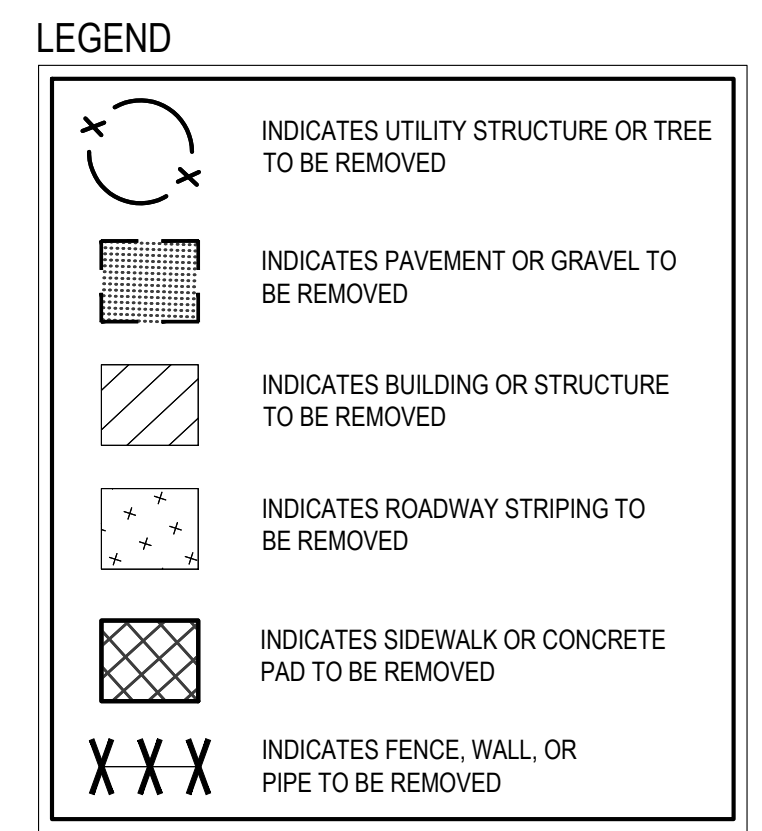 LEGEND
INDICATES UTILITY STRUCTURE OR TREE
TO BE REMOVED
INDICATES PAVEMENT OR GRAVEL TO
BE REMOVED
INDICATES BUILDING OR STRUCTURE
TO BE REMOVED
INDICATES ROADWAY STRIPING TO
BE REMOVED
INDICATES SIDEWALK OR CONCRETE
PAD TO BE REMOVED
INDICATES FENCE, WALL, OR
PIPE TO BE REMOVED